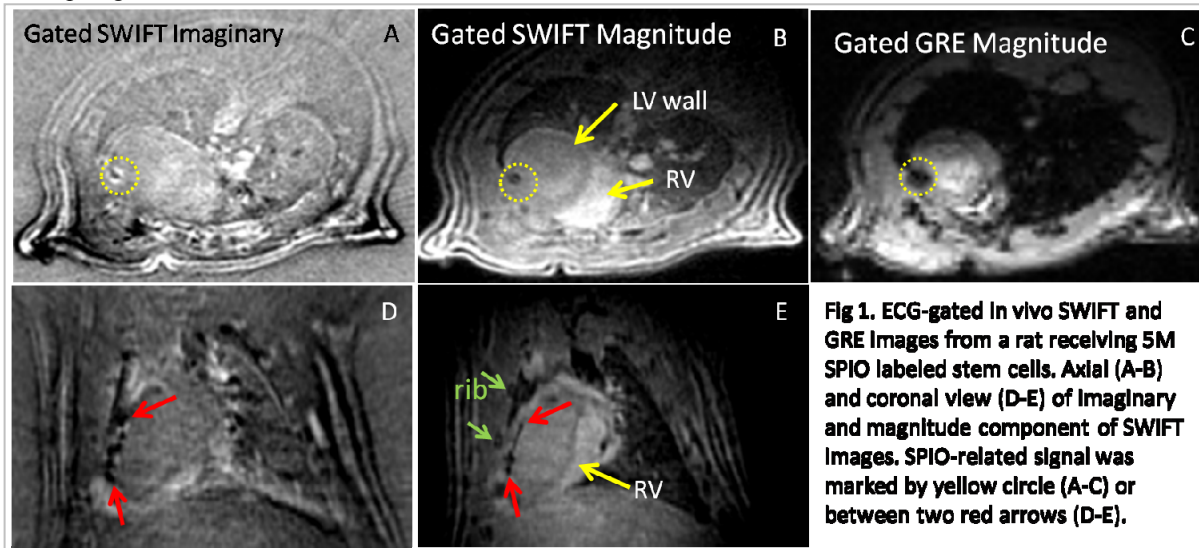 Gated SWIFT Imaginary A
Gated SWIFT Magnitude B
LV wall
RV
Gated GRE Magnitude C
D
E
rib
RV
Fig 1. ECG-gated in vivo SWIFT and
GRE images from a rat receiving 5M
SPIO labeled stem cells. Axial (A-B)
and coronal view (D-E) of imaginary
and magnitude component of SWIFT
images. SPIO-related signal was
marked by yellow circle (A-C) or
between two red arrows (D-E).